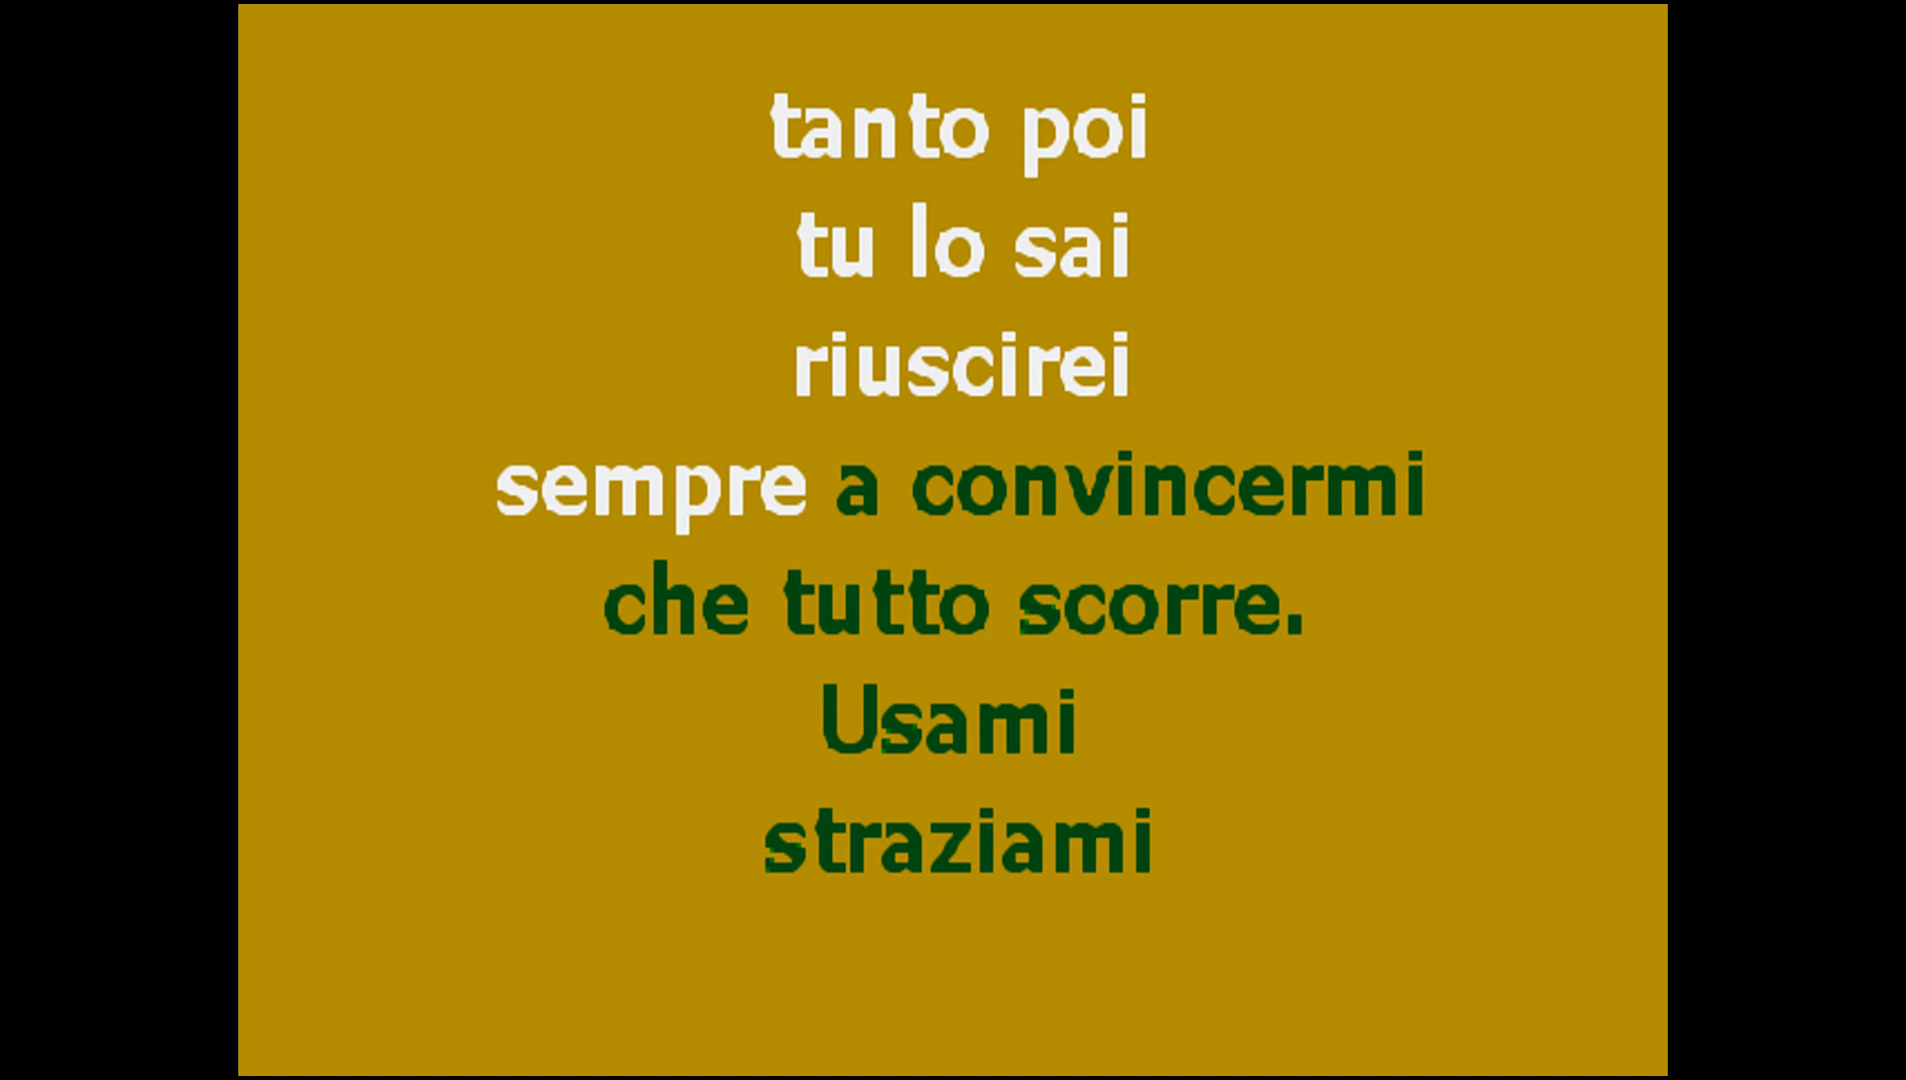 tanto poi
tu lo sai
riuscirei
sempre a convincermi
che tutto scorre.
Usami
straziami